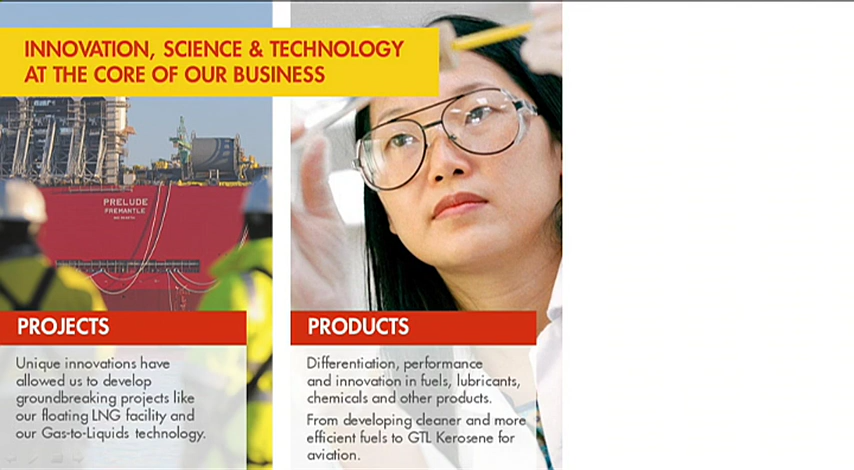 INNOVATION, SCIENCE & TECHNOLOGY
AT THE CORE OF OUR BUSINESS
PRELUDE
FREMANTLE
PROJECTS
Unique innovations have
allowed us to develop
groundbreaking projects like
our floating LNG facility and
our Gas-to-Liquids technology.
PRODUCTS
Differentiation, performance
and innovation in fuels, lubricants,
chemicals and other products.
From developing cleaner and more
efficient fuels to GTL Kerosene for
aviation.